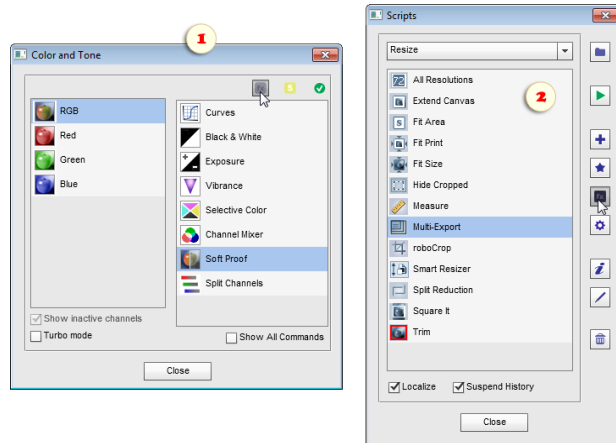 1
Color and Tone
S
RGB
Red
Green
Blue
Curves
Black & White
Exposure
Vibrance
Selective Color
Channel Mixer
Soft Proof
Split Channels
Show inactive channels
Turbo mode
Show All Commands
Close
Scripts
Resize
2
72 All Resolutions
Extend Canvas
S Fit Area
Fit Print
Fit Size
Hide Cropped
Measure
Multi-Export
roboCrop
Smart Resizer
Split Reduction
Square It
Trim
i
Localize
Suspend History
Close